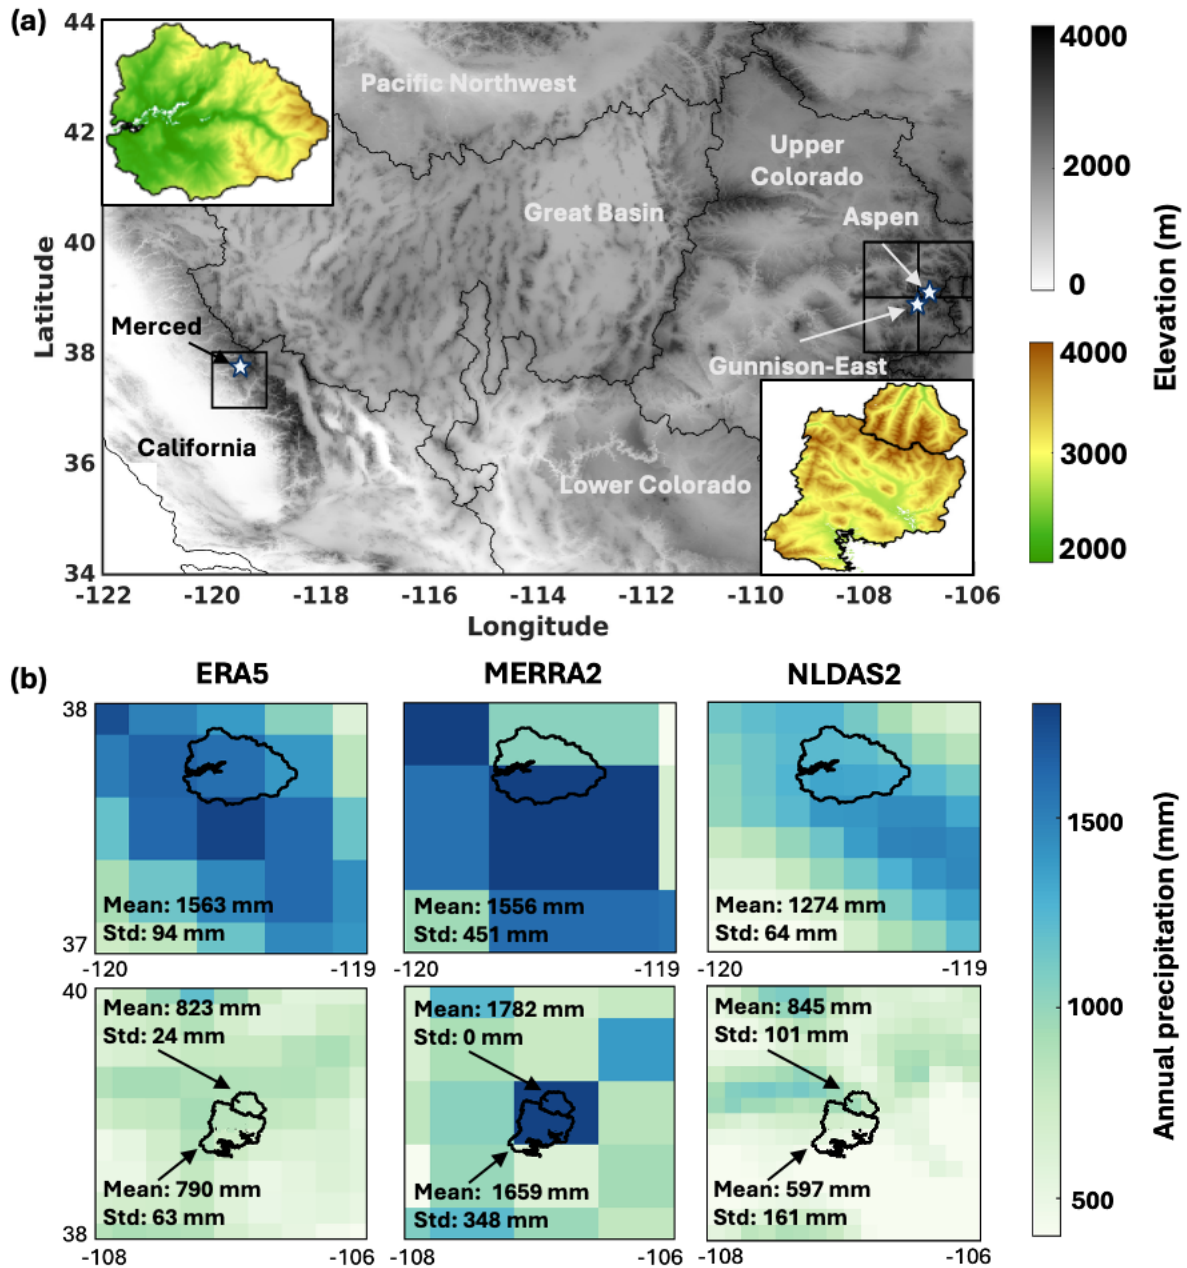 (a)
44
42
40
38
36
34
Latitude
-122
-120
-118
-116
-114
-112
-110
-108
-106
Longitude
Pacific Northwest
Upper
Colorado
Great Basin
Aspen
Merced
Gunnison-East
California
Lower Colorado
4000
2000
0
4000
3000
2000
Elevation (m)
(b)
ERA5
MERRA2
NLDAS2
38
37
Mean: 1563 mm
Std: 94 mm
Mean: 1556 mm
Std: 451 mm
Mean: 1274 mm
Std: 64 mm
-120
-119
-120
-119
-120
-119
40
38
Mean: 823 mm
Std: 24 mm
Mean: 1782 mm
Std: 0 mm
Mean: 845 mm
Std: 101 mm
Mean: 790 mm
Std: 63 mm
Mean: 1659 mm
Std: 348 mm
Mean: 597 mm
Std: 161 mm
-108
-106
-108
-106
-108
-106
1500
1000
500
Annual precipitation (mm)